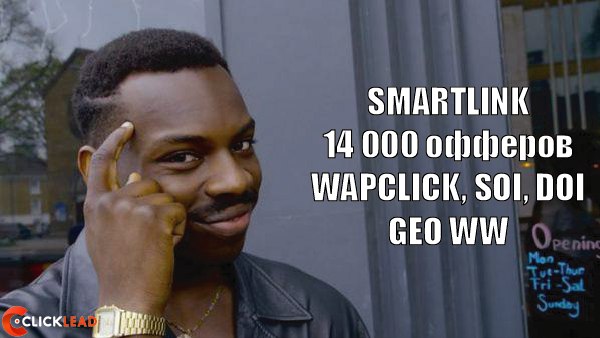 SMARTLINK
14 000 офферов
WAPCLICK, SOI, DOI
GEO WW
Opening
Mon
Tue-Thur
Fri-Sat
Sunday
CLICKLEAD